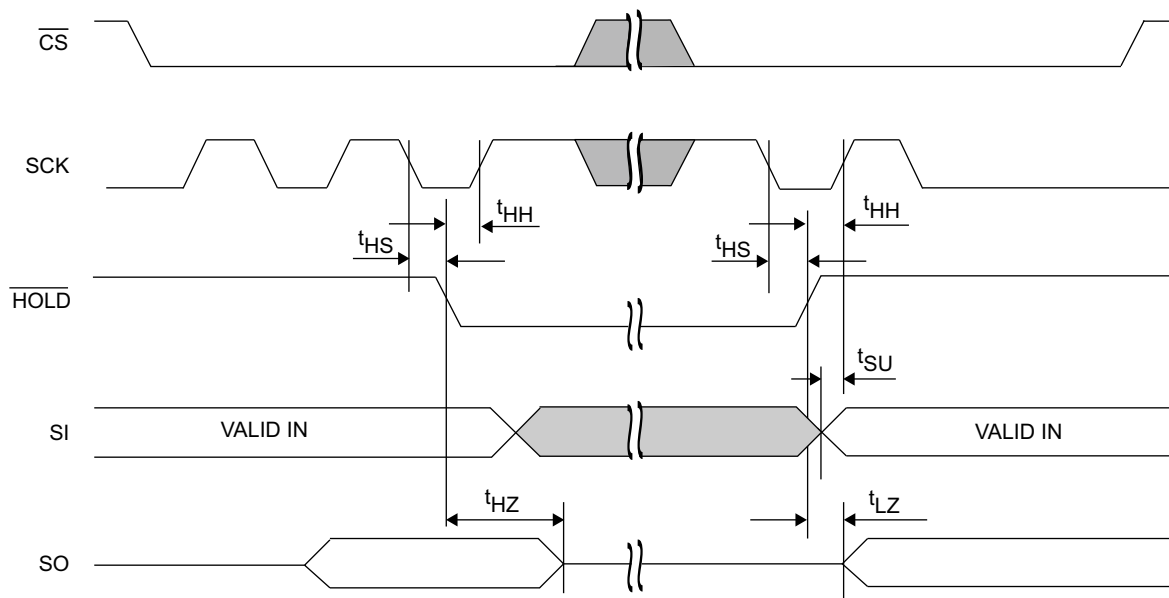 CS
SCK
tHH
tHH
tHS
tHS
HOLD
tSU
SI
VALID IN
VALID IN
tHZ
tLZ
SO